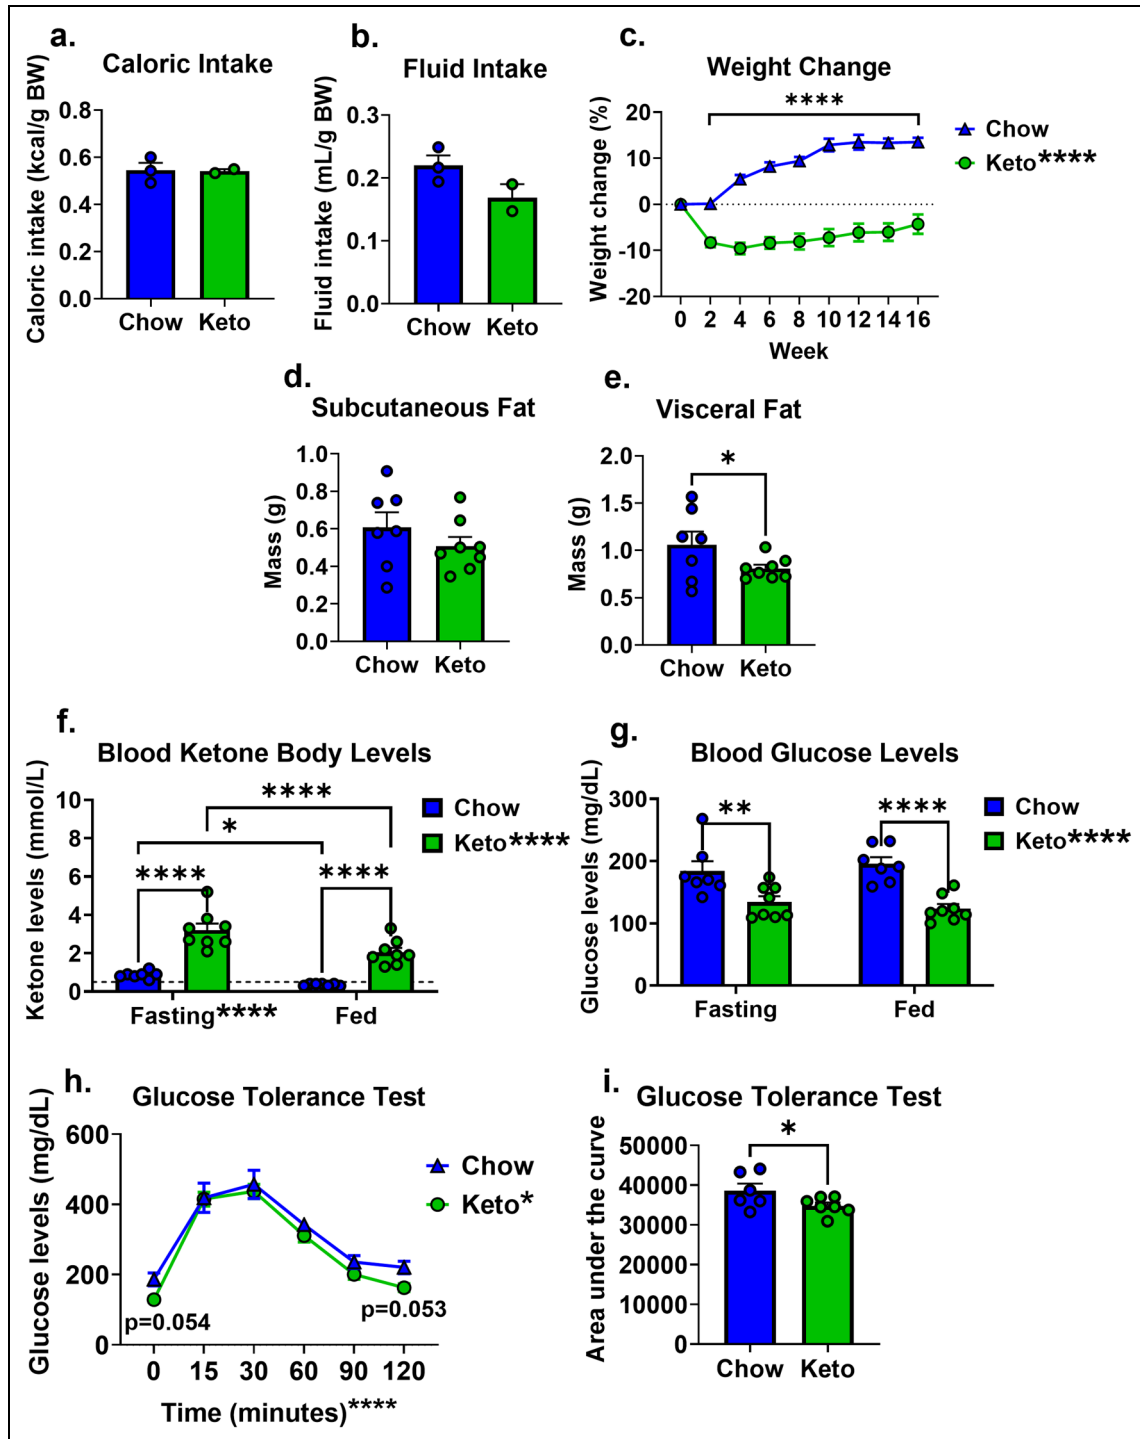 a.
Caloric Intake
Caloric intake (kcal/g BW)
0.8
0.6
0.4
0.2
0.0
Chow Keto
b.
Fluid Intake
Fluid intake (mL/g BW)
0.3
0.2
0.1
0.0
Chow Keto
c.
Weight Change
Weight change (%)
****
20
10
0
-10
-20
0 2 4 6 8 10 12 14 16
Week
Chow
Keto****
d.
Subcutaneous Fat
Mass (g)
1.0
0.8
0.6
0.4
0.2
0.0
Chow Keto
e.
Visceral Fat
Mass (g)
*
2.0
1.5
1.0
0.5
0.0
Chow Keto
f.
Blood Ketone Body Levels
Ketone levels (mmol/L)
****
*
**** ****
10
8
6
4
2
0
Fasting**** Fed
Chow
Keto****
g.
Blood Glucose Levels
Glucose levels (mg/dL)
** ****
300
200
100
0
Fasting Fed
Chow
Keto****
h.
Glucose Tolerance Test
Glucose levels (mg/dL)
600
400
200
0
p=0.054
p=0.053
0 15 30 60 90 120
Time (minutes)****
Chow
Keto*
i.
Glucose Tolerance Test
Area under the curve
*
50000
40000
30000
20000
10000
0
Chow Keto